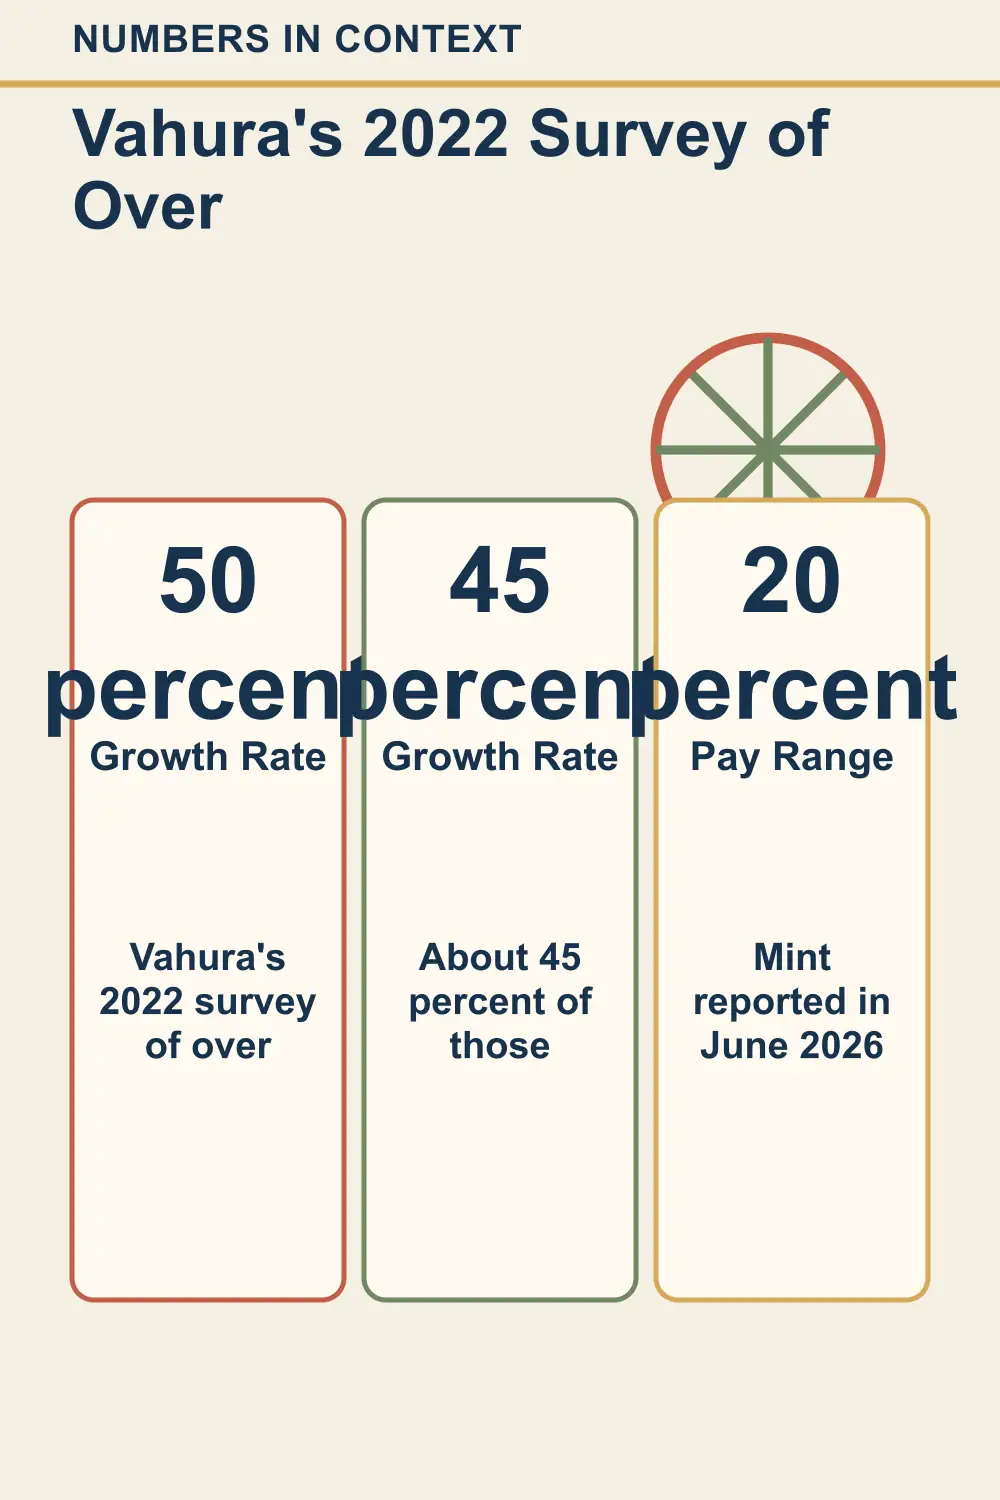 NUMBERS IN CONTEXT
Vahura's 2022 Survey of
Over
50
percent
Growth Rate
Vahura's
2022 survey
of over
45
percent
Growth Rate
About 45
percent of
those
20
percent
Pay Range
Mint
reported in
June 2026